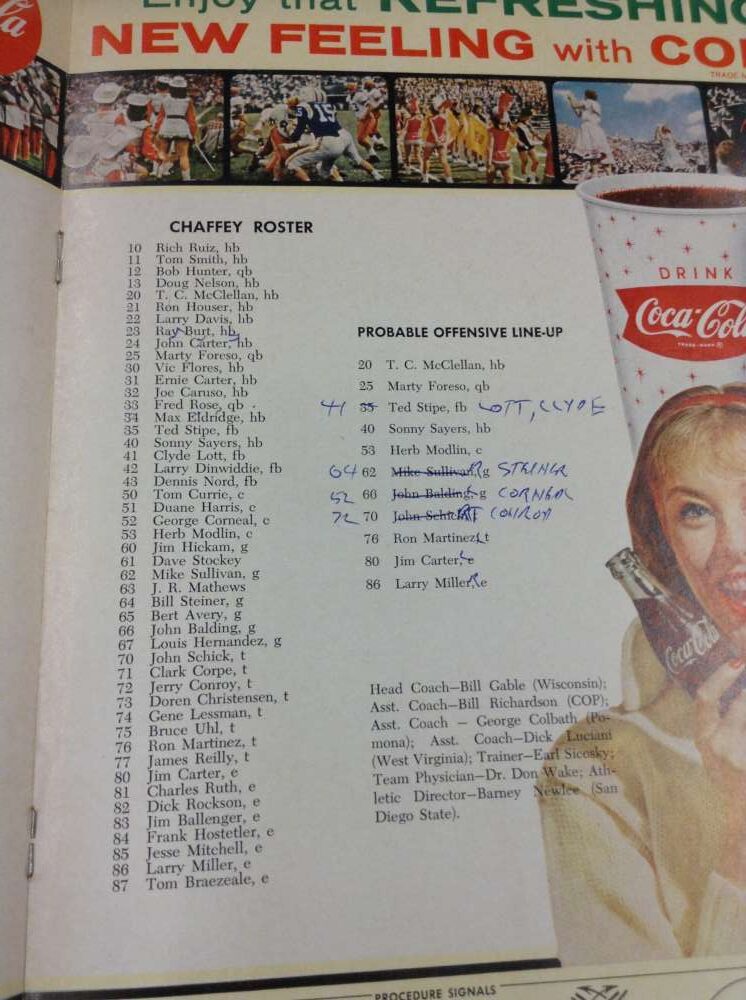 Enjoy that REFRESHING
NEW FEELING with CO
TRADE
CHAFFEY ROSTER
10 Rich Ruiz, hb
11 Tom Smith, hb
12 Bob Hunter, qb
13 Doug Nelson, hb
20 T. C. McClellan, hb
21 Ron Houser, hb
22 Larry Davis, hb
23 Ray Burt, hb
24 John Carter, hb
25 Marty Foreso, qb
30 Vic Flores, hb
31 Ernie Carter, hb
32 Joe Caruso, hb
33 Fred Rose, qb
34 Max Eldridge, hb
35 Ted Stipe, fb
40 Sonny Sayers, hb
41 Clyde Lott, fb
42 Larry Dinwiddie, fb
43 Dennis Nord, fb
50 Tom Currie, c
51 Duane Harris, c
52 George Corneal, c
53 Herb Modlin, c
60 Jim Hickam, g
61 Dave Stockey
62 Mike Sullivan, g
63 J. R. Mathews
64 Bill Steiner, g
65 Bert Avery, g
66 John Balding, g
67 Louis Hernandez, g
70 John Schick, t
71 Clark Corpe, t
72 Jerry Conroy, t
73 Doren Christensen, t
74 Gene Lessman, t
75 Bruce Uhl, t
76 Ron Martinez, t
77 James Reilly, t
80 Jim Carter, e
81 Charles Ruth, e
82 Dick Rockson, e
83 Jim Ballenger, e
84 Frank Hostetler, e
85 Jesse Mitchell, e
86 Larry Miller, e
87 Tom Braezeale, e
PROBABLE OFFENSIVE LINE-UP
20 T. C. McClellan, hb
25 Marty Foreso, qb
41 35 Ted Stipe, fb LOTT, CLYDE
40 Sonny Sayers, hb
53 Herb Modlin, c
64 62 Mike Sullivan, R g STEINER
52 66 John Balding, L g CORNEAL
72 70 John Schick, RT CONROY
76 Ron Martinez, L t
80 Jim Carter, L e
86 Larry Miller, R e
Head Coach—Bill Gable (Wisconsin);
Asst. Coach—Bill Richardson (COP);
Asst. Coach — George Colbath (Po-
mona); Asst. Coach—Dick Luciani
(West Virginia); Trainer—Earl Sicosky;
Team Physician—Dr. Don Wake; Ath-
letic Director—Barney Newlee (San
Diego State).
15
DRINK
Coca-Cola
TRADE-MARK ®
Coca-Cola
PROCEDURE SIGNALS